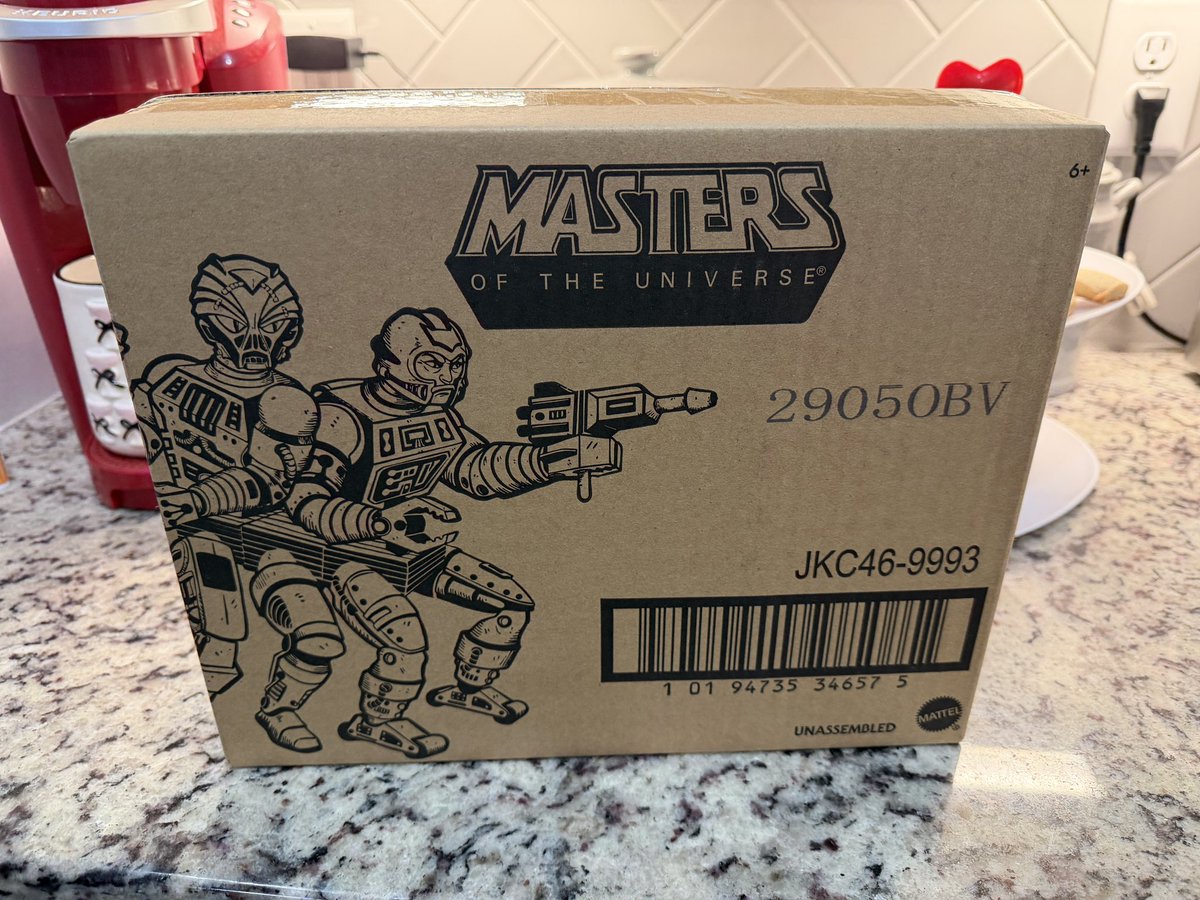 6+
MASTERS
OF THE UNIVERSE®
29050BV
JKC46-9993
1 01 94735 34657 5
UNASSEMBLED
MATTEL